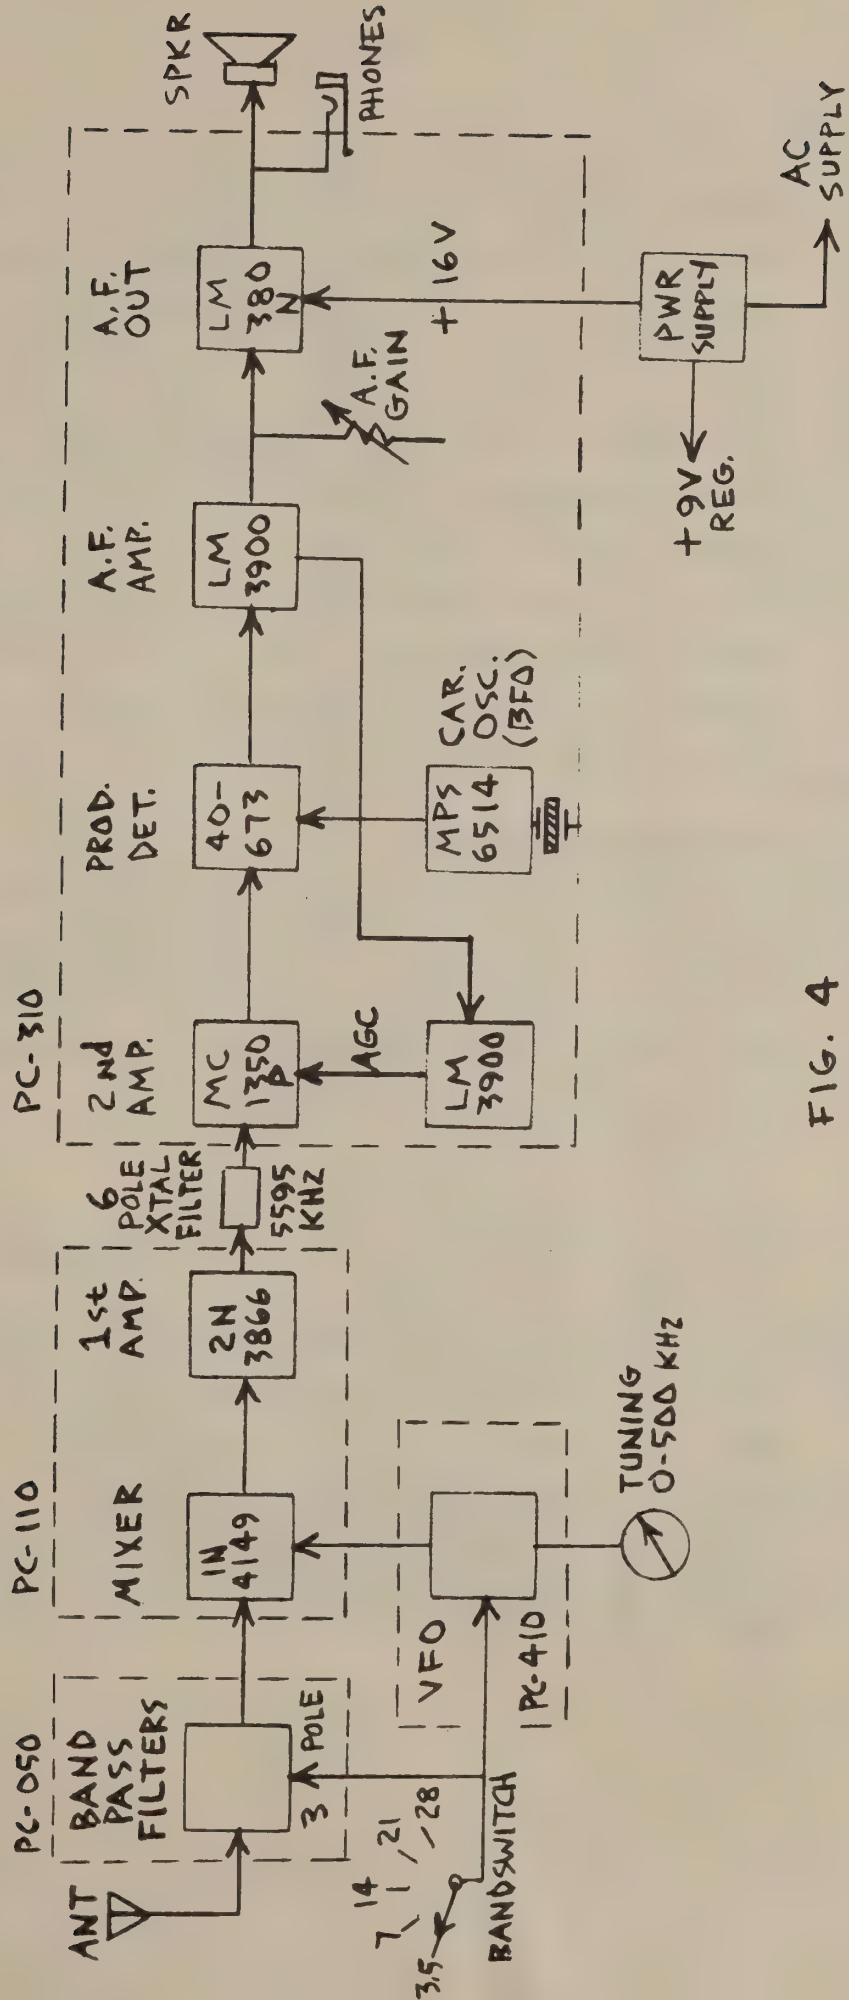 PC-050
BAND
PASS
FILTERS
3 POLE
ANT
3.5
7
14
21
28
BANDSWITCH
PC-110
MIXER
1N
4149
1st
AMP.
2N
3866
VFO
PC-410
TUNING
0-500 KHZ
6
POLE
XTAL
FILTER
5595
KHZ
PC-310
2nd
AMP.
MC
1350
P
AGC
LM
3900
PROD.
DET.
40-
673
MPS
6514
CAR.
OSC.
(BFO)
A.F.
AMP.
LM
3900
A.F.
GAIN
A.F.
OUT
LM
380
N
+ 16V
SPKR
PHONES
+9V
REG.
PWR
SUPPLY
AC
SUPPLY
FIG. 4